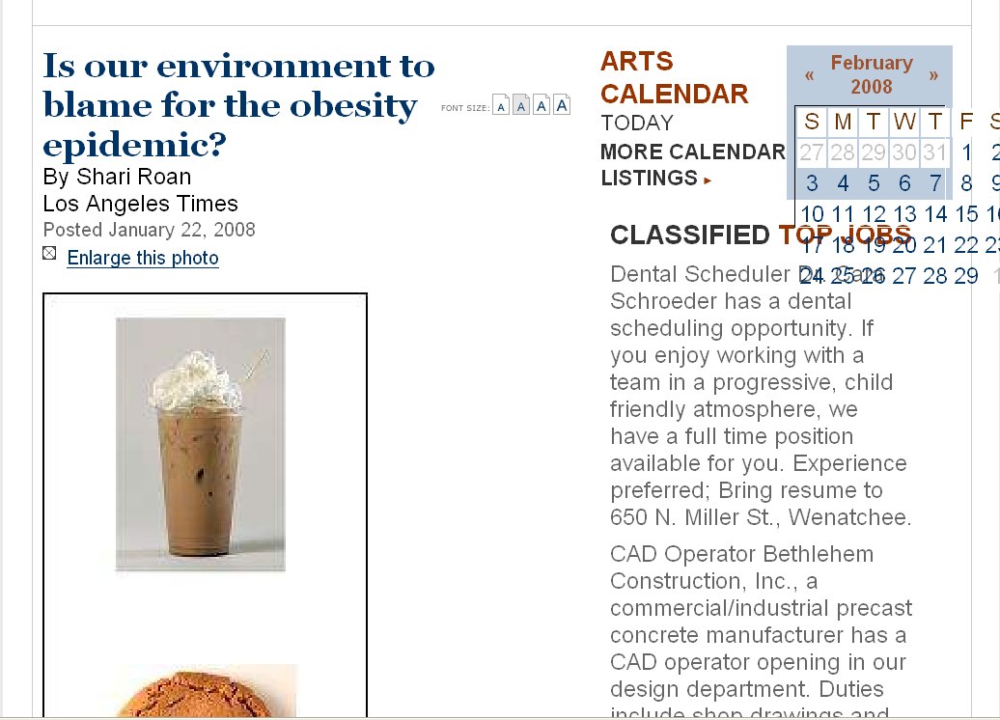 Is our environment to
blame for the obesity
epidemic?
FONT SIZE: A A A A
By Shari Roan
Los Angeles Times
Posted January 22, 2008
Enlarge this photo
ARTS
CALENDAR
TODAY
MORE CALENDAR
LISTINGS ▸
« February 2008 »
S M T W T F S
27 28 29 30 31 1 2
3 4 5 6 7 8 9
10 11 12 13 14 15
17 18 19 20 21 22
24 25 26 27 28 29
CLASSIFIED TOP JOBS
Dental Scheduler Dr. Cara
Schroeder has a dental
scheduling opportunity. If
you enjoy working with a
team in a progressive, child
friendly atmosphere, we
have a full time position
available for you. Experience
preferred; Bring resume to
650 N. Miller St., Wenatchee.
CAD Operator Bethlehem
Construction, Inc., a
commercial/industrial precast
concrete manufacturer has a
CAD operator opening in our
design department. Duties
include shop drawings and